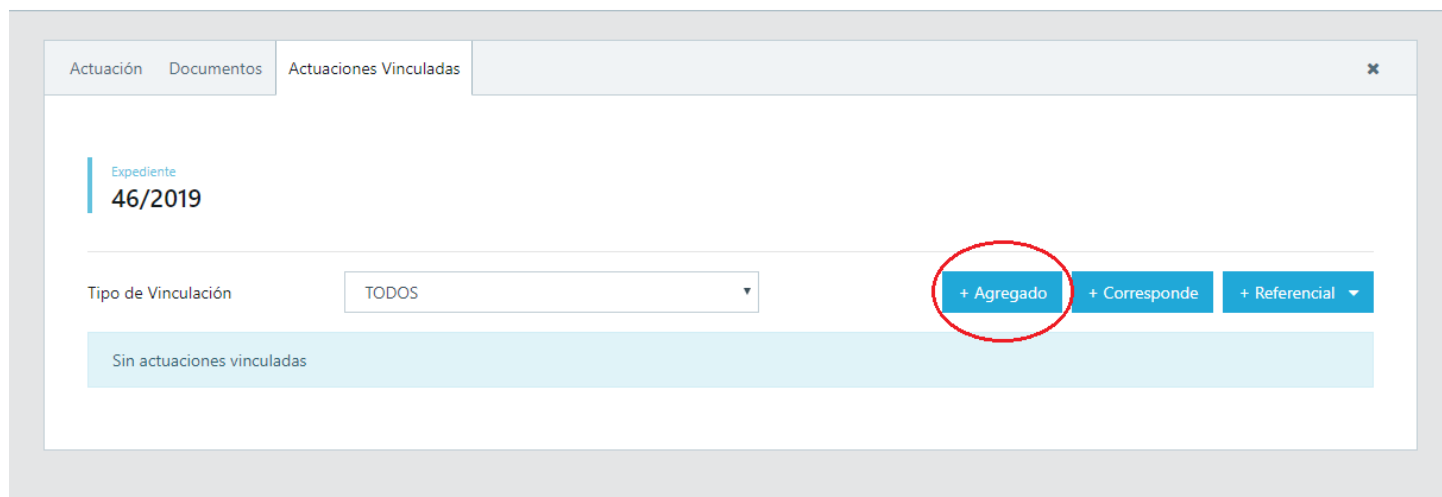 Actuación Documentos Actuaciones Vinculadas ✖
Expediente
46/2019
Tipo de Vinculación TODOS + Agregado + Corresponde + Referencial
Sin actuaciones vinculadas